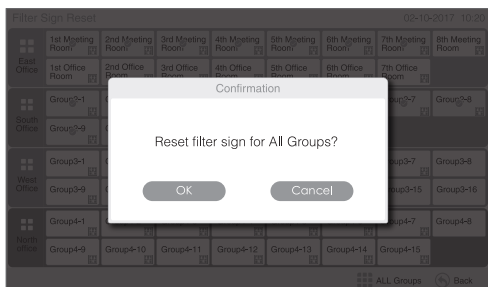 Filter Sign Reset 02-10-2017 10:20
East Office
1st Meeting Room 2nd Meeting Room 3rd Meeting Room 4th Meeting Room 5th Meeting Room 6th Meeting Room 7th Meeting Room 8th Meeting Room
1st Office Room 2nd Office Room 3rd Office 4th Office 5th Office 6th Office 7th Office
Confirmation
Reset filter sign for All Groups?
OK Cancel
South Office
Group2-1 Group2-7 Group2-8
Group2-9
West Office
Group3-1 Group3-7 Group3-8
Group3-9 Group3-15 Group3-16
North office
Group4-1 Group4-7 Group4-8
Group4-9 Group4-10 Group4-11 Group4-12 Group4-13 Group4-14 Group4-15
ALL Groups Back